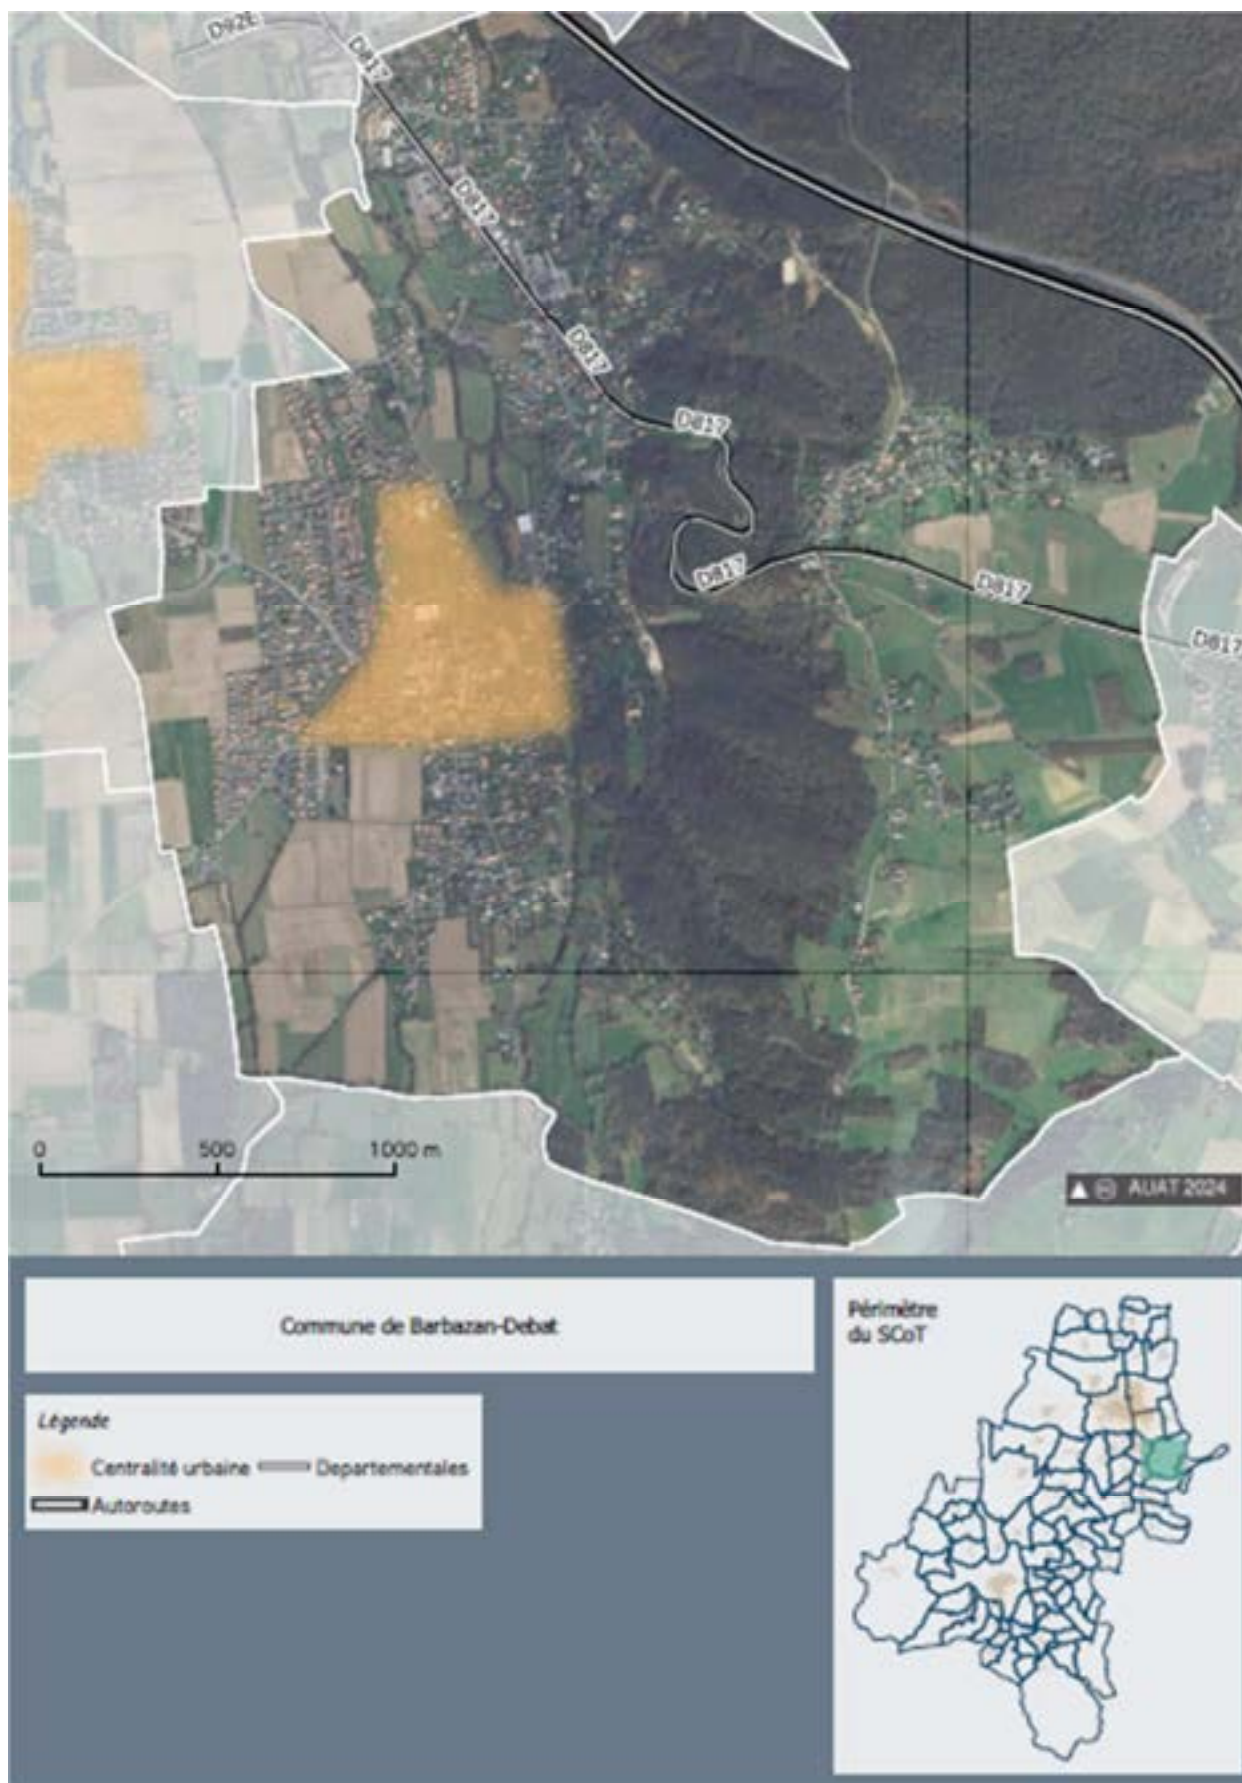 D92E
D817
D817
D817
D817
D817
D817
D817
0 500 1000 m
AUAT 2024
Commune de Barbazan-Debat
Périmètre
du SCoT
Légende
Centralité urbaine Departementales
Autoroutes